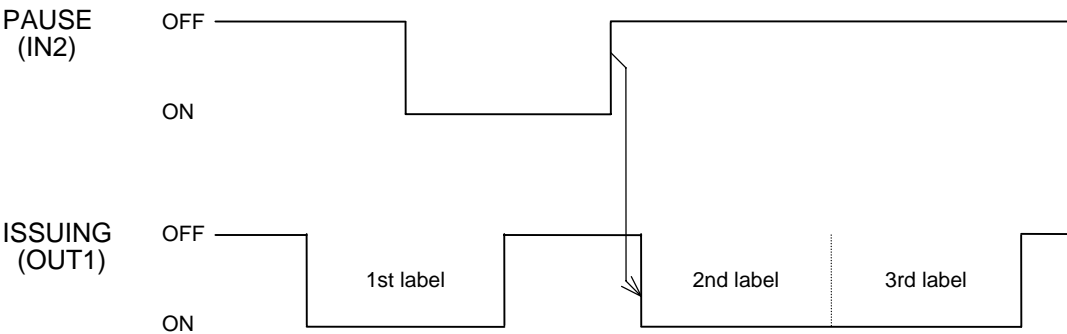 PAUSE OFF
(IN2)
ON
ISSUING OFF
(OUT1)
1st label 2nd label 3rd label
ON